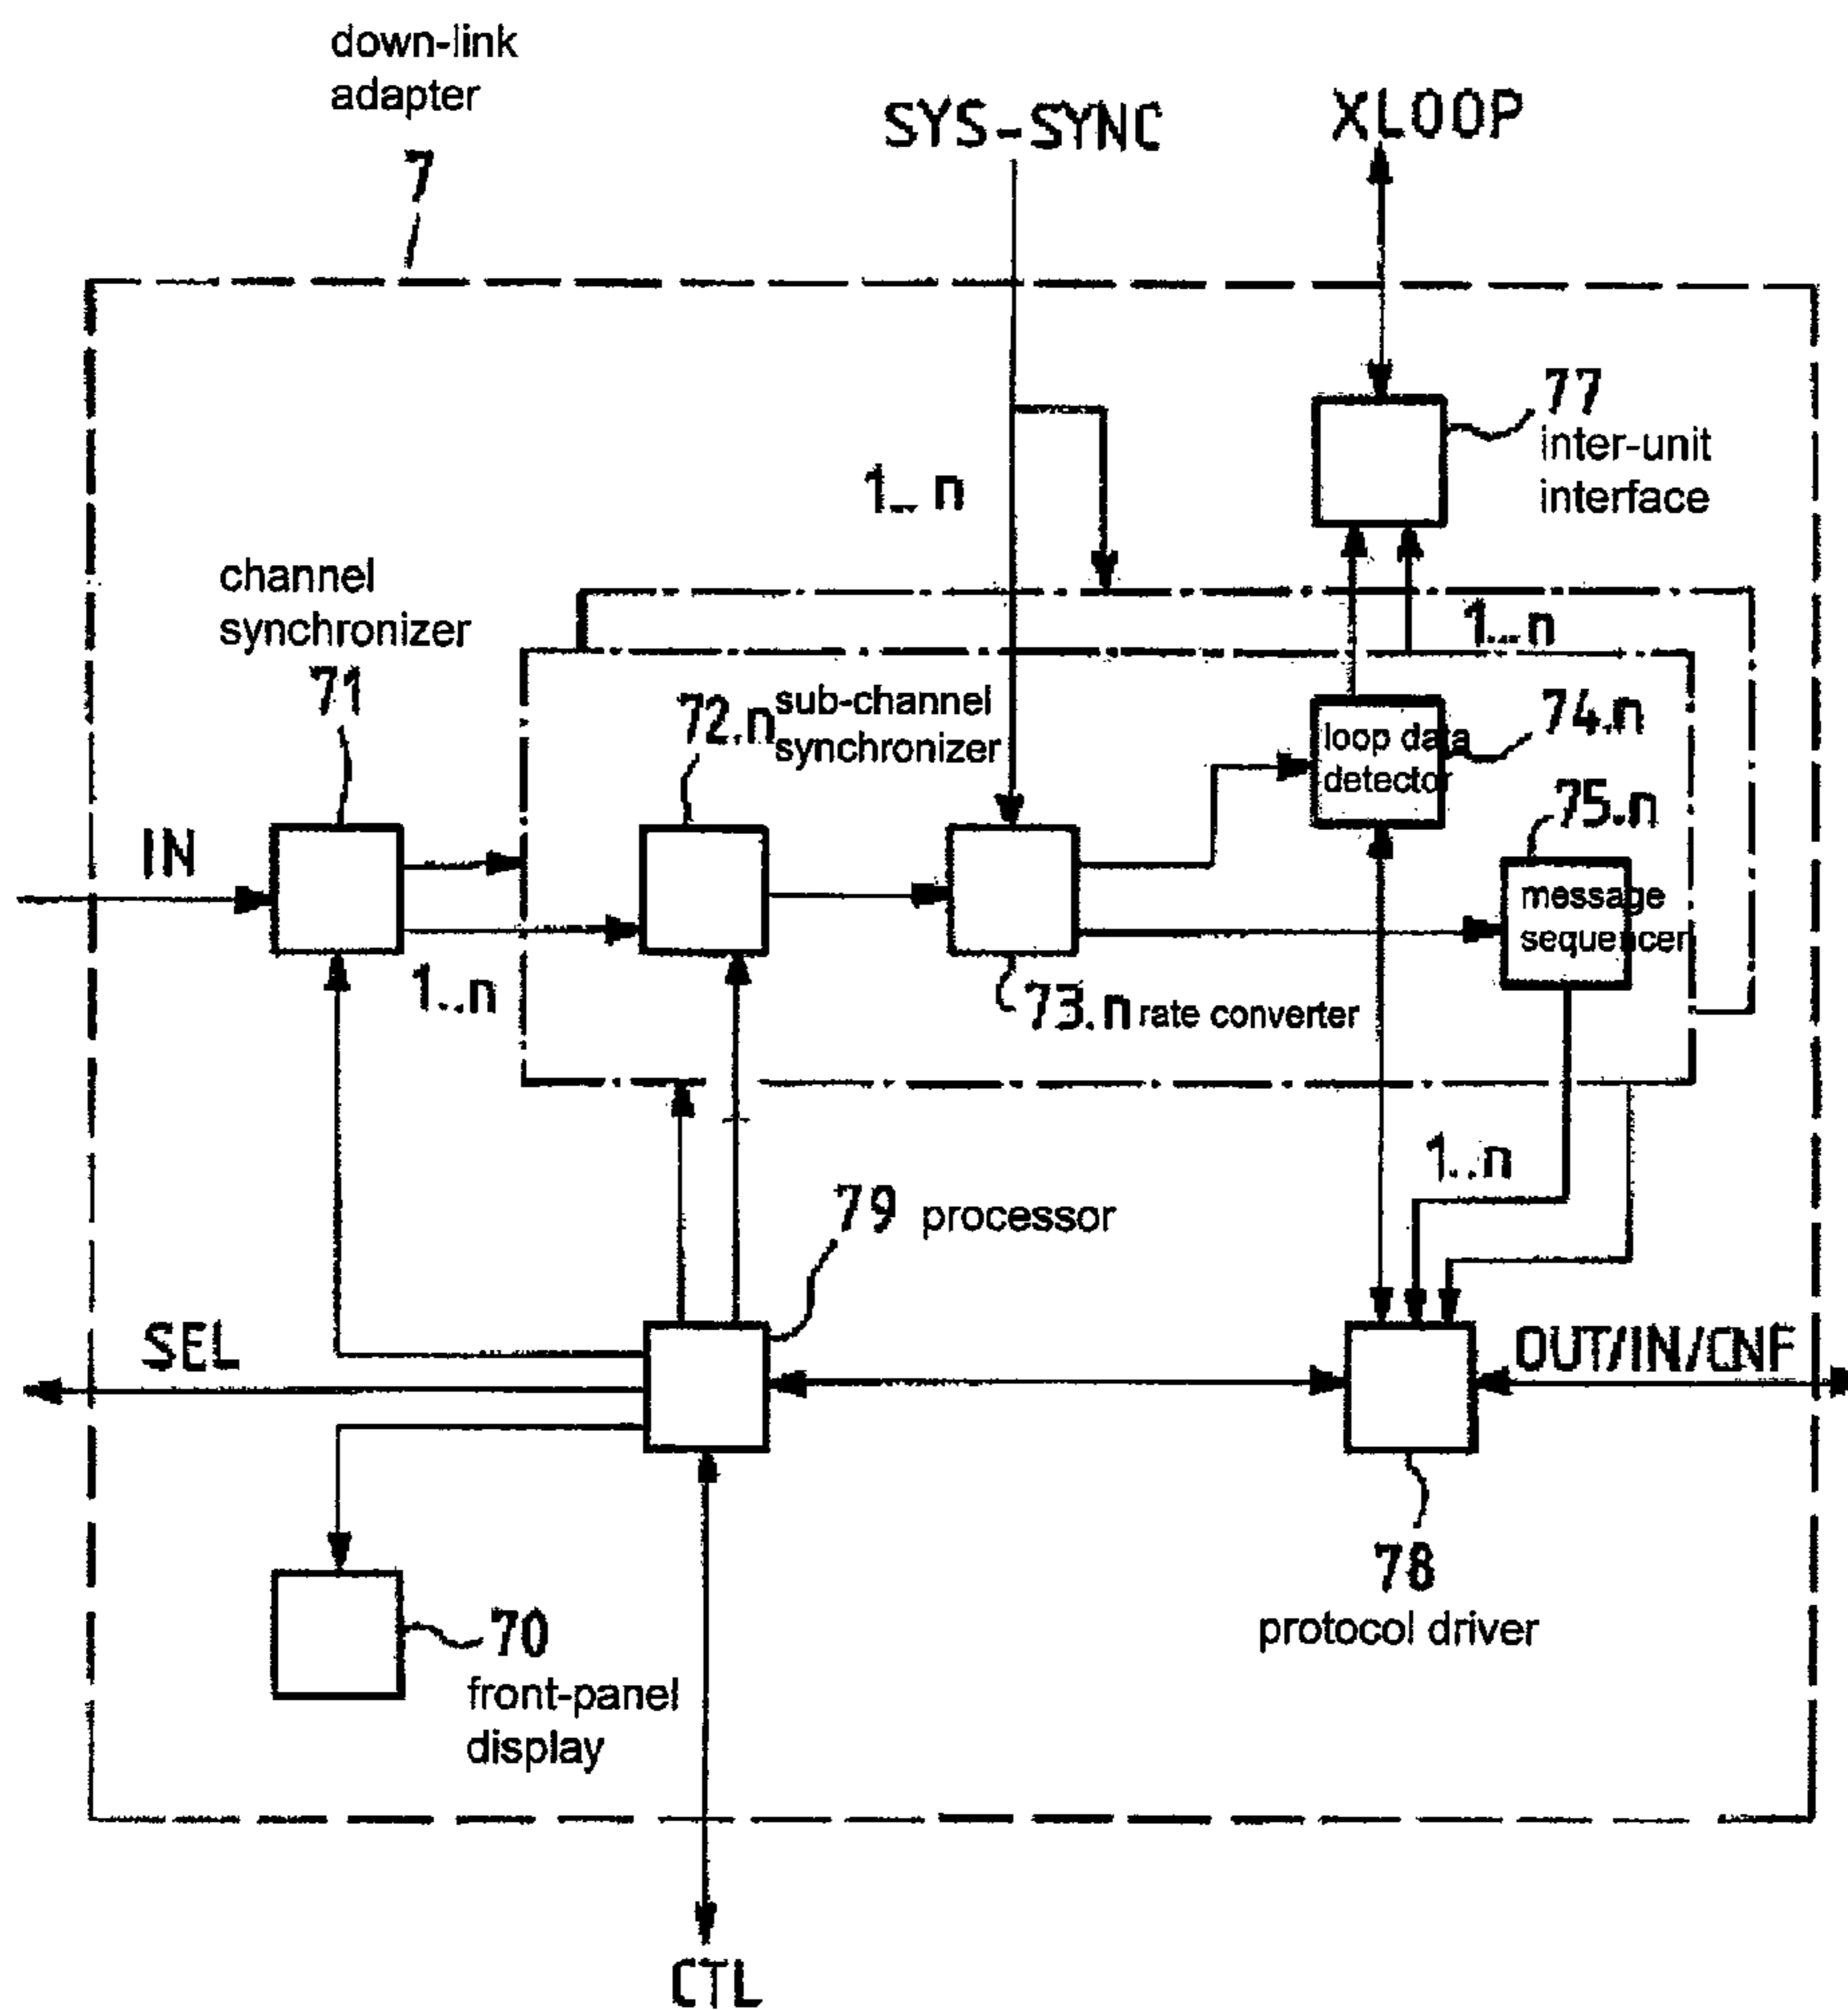 down-link
adapter
7
SYS-SYNC
XLOOP
77
inter-unit
interface
1...n
channel
synchronizer
71
1...n
72.n
sub-channel
synchronizer
74.n
loop data
detector
75.n
message
sequencer
IN
1..n
73.n rate converter
1..n
79 processor
SEL
OUT/IN/CNF
78
protocol driver
70
front-panel
display
CTL